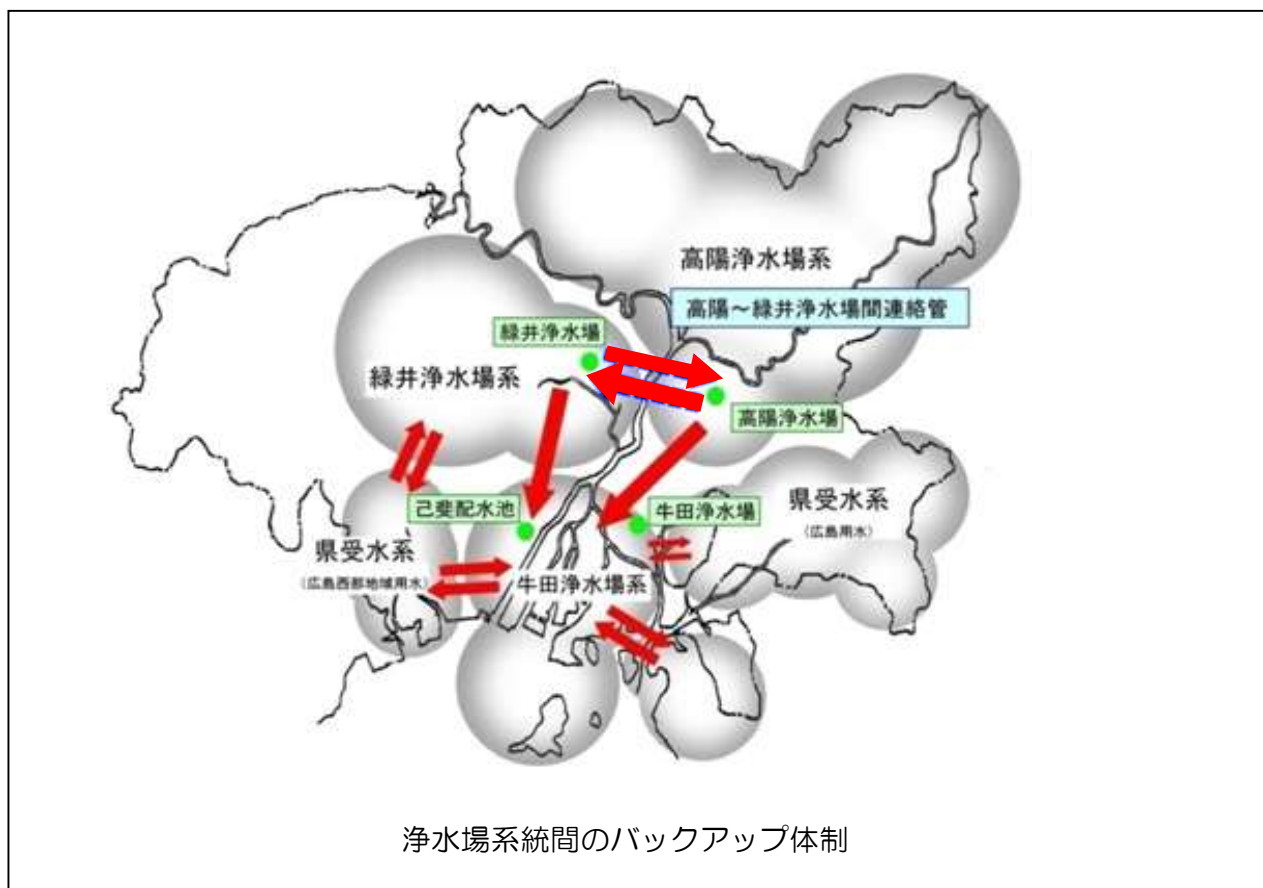 高陽浄水場系
高陽～緑井浄水場間連絡管
緑井浄水場
緑井浄水場系
高陽浄水場
己斐配水池
牛田浄水場
県受水系
（広島用水）
県受水系
（広島西部地域用水）
牛田浄水場系
浄水場系統間のバックアップ体制